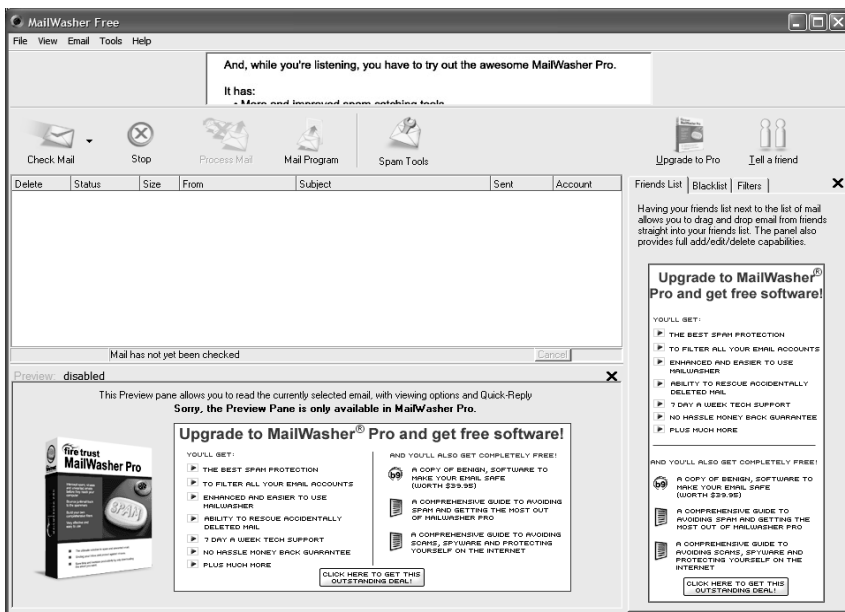 MailWasher Free
File View Email Tools Help
And, while you're listening, you have to try out the awesome MailWasher Pro.
It has:
• More and improved spam catching tools
Check Mail Stop Process Mail Mail Program Spam Tools Upgrade to Pro Tell a friend
Delete Status Size From Subject Sent Account
Mail has not yet been checked Cancel
Friends List Blacklist Filters
Having your friends list next to the list of mail
allows you to drag and drop email from friends
straight into your friends list. The panel also
provides full add/edit/delete capabilities.
Upgrade to MailWasher®
Pro and get free software!
YOU'LL GET:
THE BEST SPAM PROTECTION
TO FILTER ALL YOUR EMAIL ACCOUNTS
ENHANCED AND EASIER TO USE
MAILWASHER
ABILITY TO RESCUE ACCIDENTALLY
DELETED MAIL
7 DAY A WEEK TECH SUPPORT
NO HASSLE MONEY BACK GUARANTEE
PLUS MUCH MORE
AND YOU'LL ALSO GET COMPLETELY FREE!
b9
A COPY OF BENIGN, SOFTWARE TO
MAKE YOUR EMAIL SAFE
(WORTH $39.95)
A COMPREHENSIVE GUIDE TO
AVOIDING SPAM AND GETTING THE
MOST OUT OF MAILWASHER PRO
A COMPREHENSIVE GUIDE TO
AVOIDING SCAMS, SPYWARE AND
PROTECTING YOURSELF ON THE
INTERNET
CLICK HERE TO GET THIS
OUTSTANDING DEAL!
Preview: disabled
This Preview pane allows you to read the currently selected email, with viewing options and Quick-Reply
Sorry, the Preview Pane is only available in MailWasher Pro.
fire trust
MailWasher Pro
SPAM
Upgrade to MailWasher® Pro and get free software!
YOU'LL GET:
THE BEST SPAM PROTECTION
TO FILTER ALL YOUR EMAIL ACCOUNTS
ENHANCED AND EASIER TO USE
MAILWASHER
ABILITY TO RESCUE ACCIDENTALLY
DELETED MAIL
7 DAY A WEEK TECH SUPPORT
NO HASSLE MONEY BACK GUARANTEE
PLUS MUCH MORE
AND YOU'LL ALSO GET COMPLETELY FREE!
b9
A COPY OF BENIGN, SOFTWARE TO
MAKE YOUR EMAIL SAFE
(WORTH $39.95)
A COMPREHENSIVE GUIDE TO AVOIDING
SPAM AND GETTING THE MOST OUT
OF MAILWASHER PRO
A COMPREHENSIVE GUIDE TO AVOIDING
SCAMS, SPYWARE AND PROTECTING
YOURSELF ON THE INTERNET
CLICK HERE TO GET THIS
OUTSTANDING DEAL!